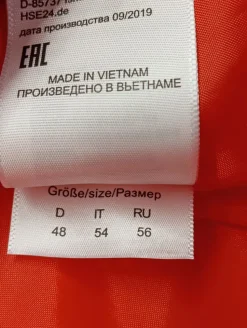 HSE24.de
дата производства 09/2019
EAC
MADE IN VIETNAM
ПРОИЗВЕДЕНО В ВЬЕТНАМЕ
Größe/size/Размер
D IT RU
48 54 56